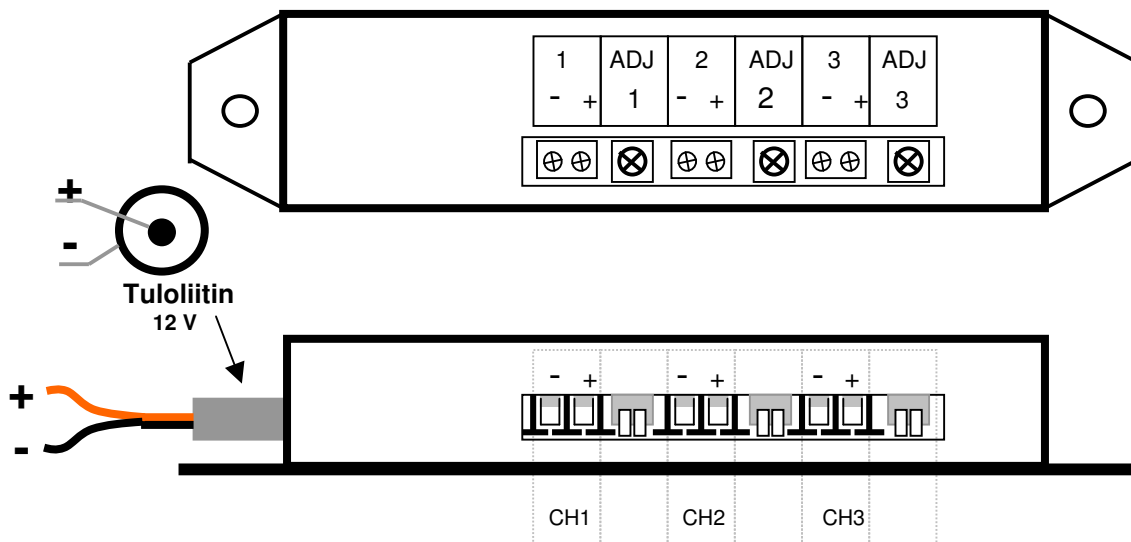 1 ADJ 2 ADJ 3 ADJ
- + 1 - + 2 - + 3
+
-
Tuloliitin
12 V
- + - + - +
+
-
CH1 CH2 CH3